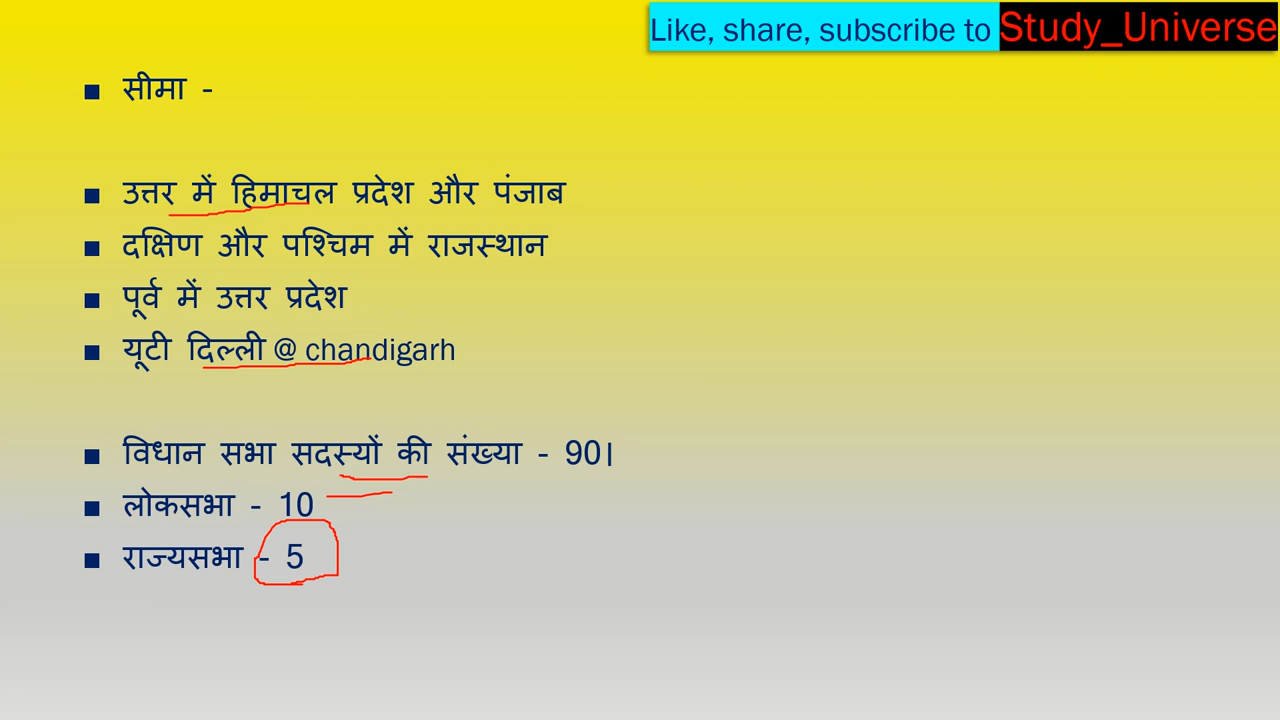 Like, share, subscribe to Study_Universe
▪ सीमा -
▪ उत्तर में हिमाचल प्रदेश और पंजाब
▪ दक्षिण और पश्चिम में राजस्थान
▪ पूर्व में उत्तर प्रदेश
▪ यूटी दिल्ली @ chandigarh
▪ विधान सभा सदस्यों की संख्या - 90।
▪ लोकसभा - 10
▪ राज्यसभा - 5